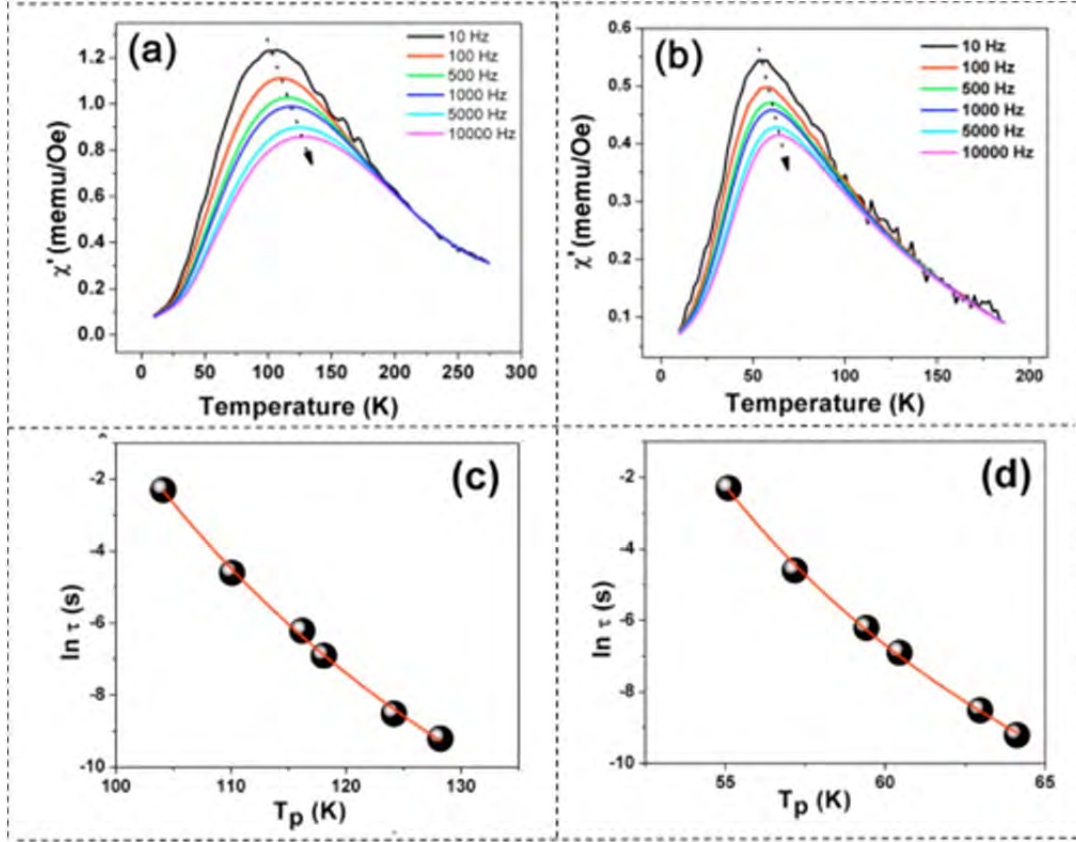 (a)
10 Hz
100 Hz
500 Hz
1000 Hz
5000 Hz
10000 Hz
1.2
1.0
0.8
0.6
0.4
0.2
0.0
χ' (memu/Oe)
0 50 100 150 200 250 300
Temperature (K)
(b)
10 Hz
100 Hz
500 Hz
1000 Hz
5000 Hz
10000 Hz
0.6
0.5
0.4
0.3
0.2
0.1
χ' (memu/Oe)
0 50 100 150 200
Temperature (K)
(c)
-2
-4
-6
-8
-10
ln τ (s)
100 110 120 130
Tp (K)
(d)
-2
-4
-6
-8
-10
ln τ (s)
55 60 65
Tp (K)